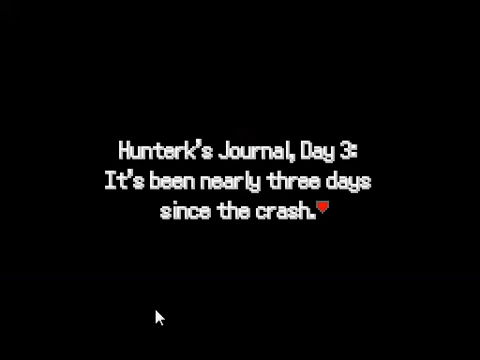 Hunterk's Journal, Day 3:
It's been nearly three days
since the crash.